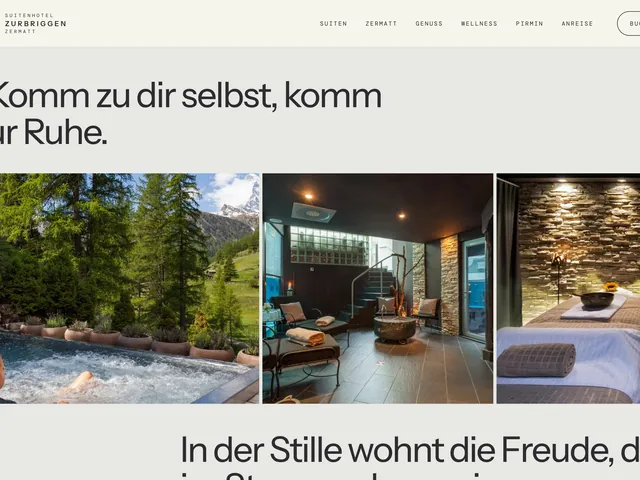 SUITENHOTEL
ZURBRIGGEN
ZERMATT
SUITEN ZERMATT GENUSS WELLNESS PIRMIN ANREISE
Komm zu dir selbst, komm
Ruhe.
In der Stille wohnt die Freude,